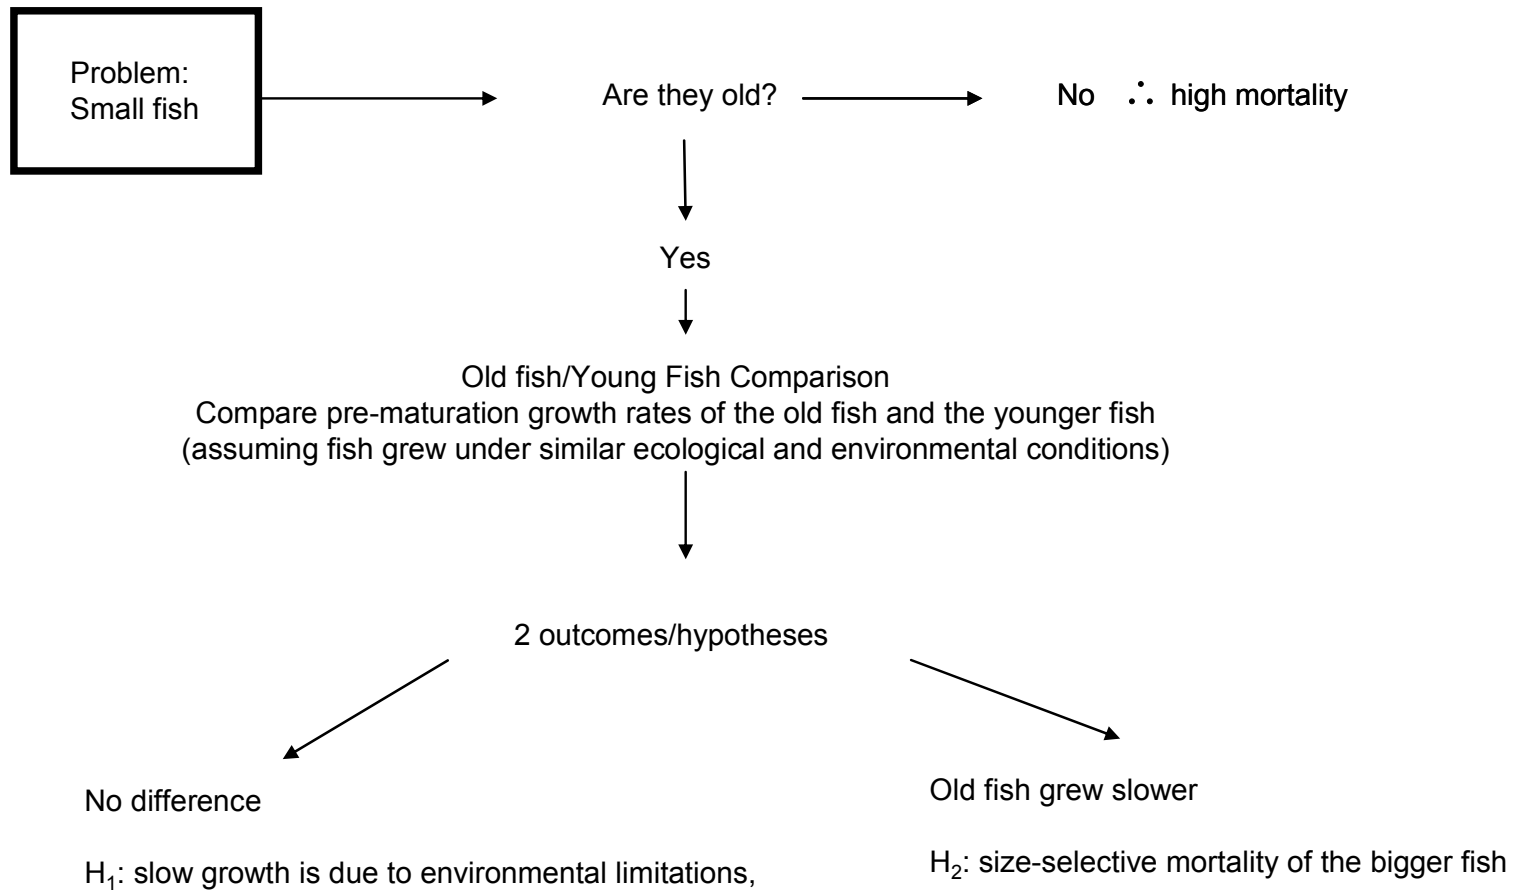 Problem:
Small fish
Are they old?
No ∴ high mortality
Yes
Old fish/Young Fish Comparison
Compare pre-maturation growth rates of the old fish and the younger fish
(assuming fish grew under similar ecological and environmental conditions)
2 outcomes/hypotheses
No difference
H₁: slow growth is due to environmental limitations,
Old fish grew slower
H₂: size-selective mortality of the bigger fish